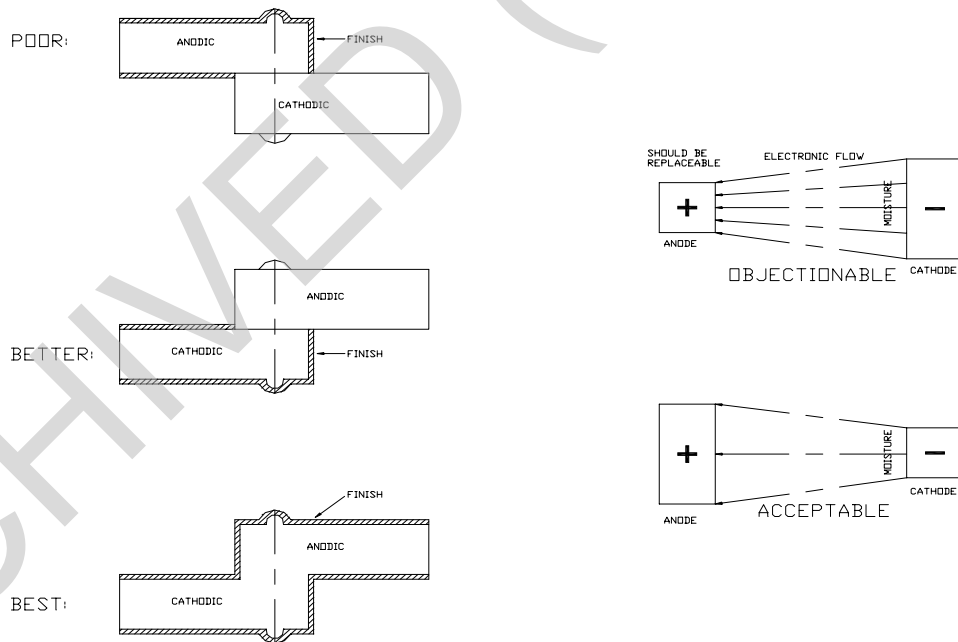 POOR:
ANODIC
FINISH
CATHODIC
BETTER:
ANODIC
CATHODIC
FINISH
BEST:
FINISH
ANODIC
CATHODIC
SHOULD BE
REPLACEABLE
ELECTRONIC FLOW
+
MOISTURE
-
ANODE
CATHODE
OBJECTIONABLE
+
MOISTURE
-
CATHODE
ANODE
ACCEPTABLE
CHIVED (